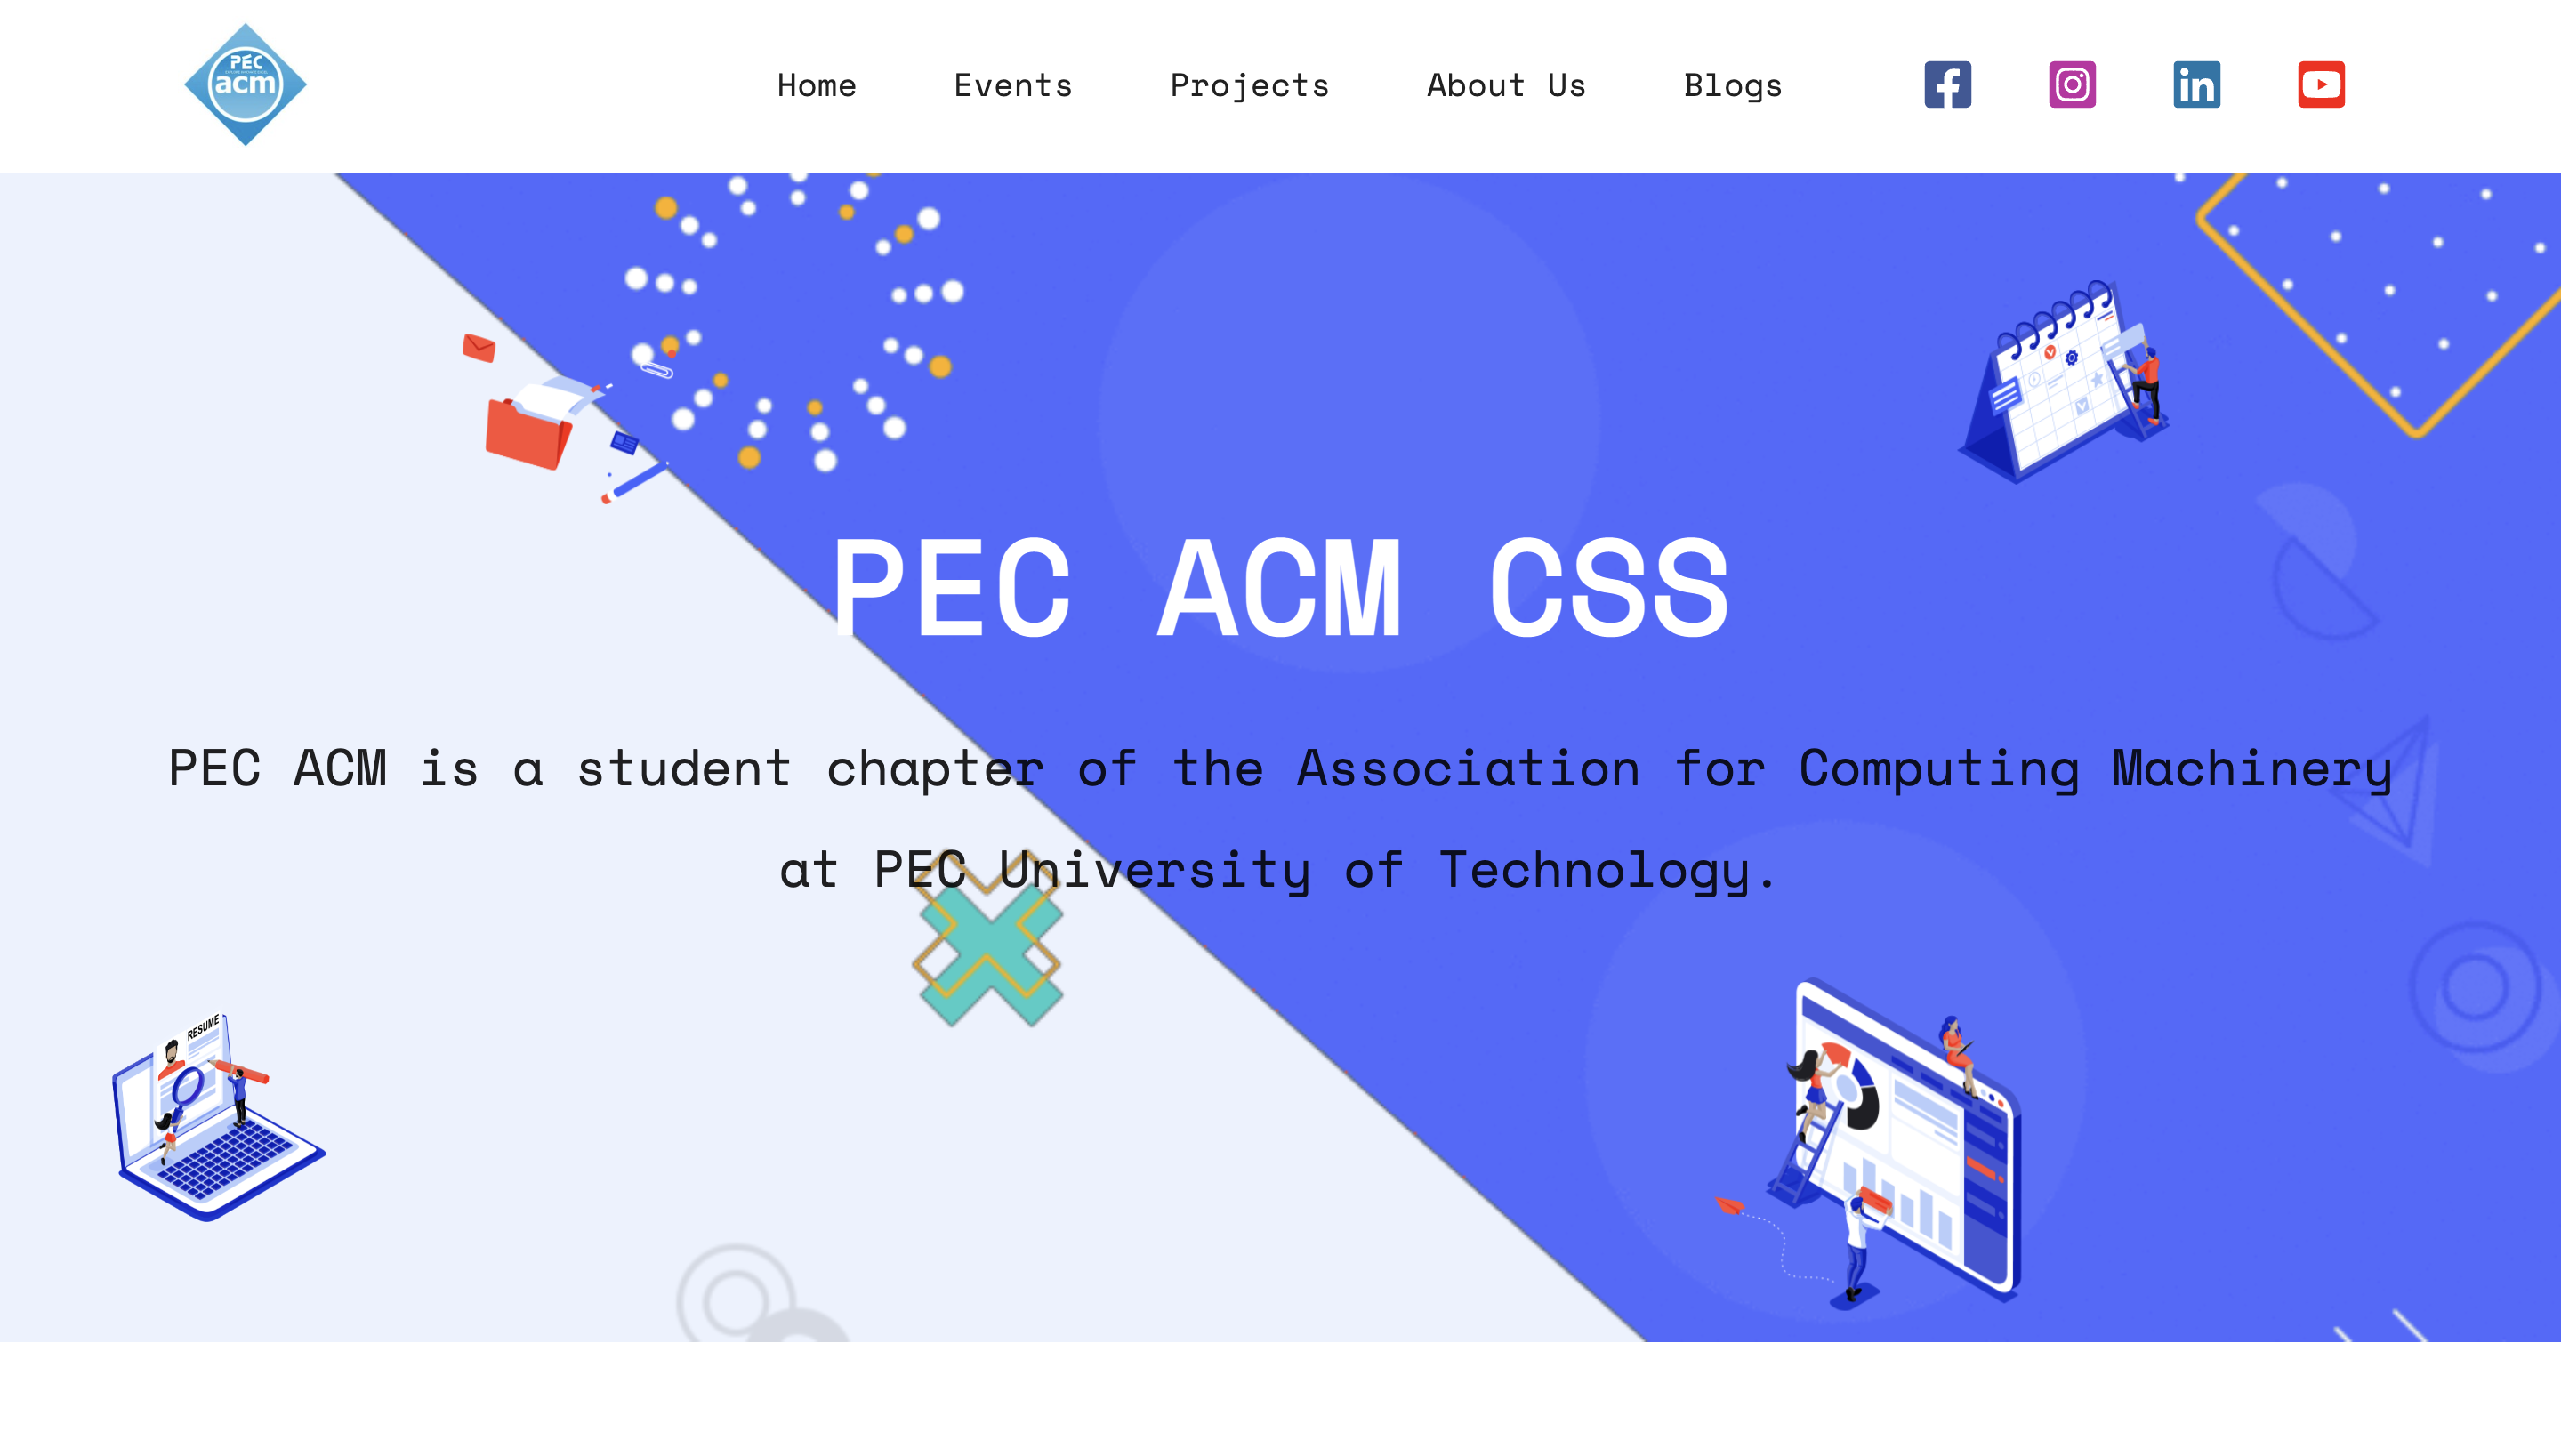 PEC
acm
Home Events Projects About Us Blogs
PEC ACM CSS
PEC ACM is a student chapter of the Association for Computing Machinery
at PEC University of Technology.
RESUME